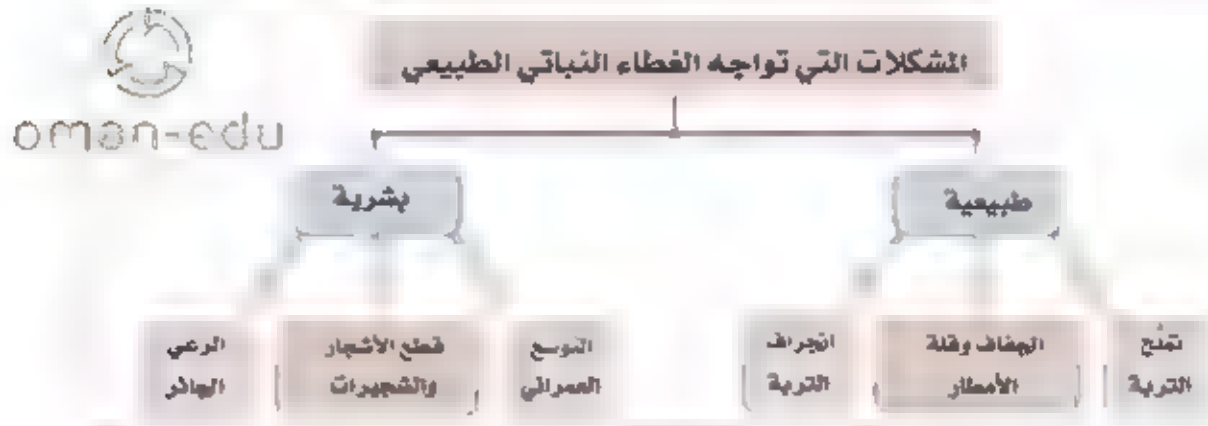 oman-edu
المشكلات التي تواجه الغطاء النباتي الطبيعي
طبيعية
بشرية
تملح
التربة
الجفاف وقلة
الأمطار
انجراف
التربة
التوسع
العمراني
قطع الأشجار
والشجيرات
الرعي
الجائر